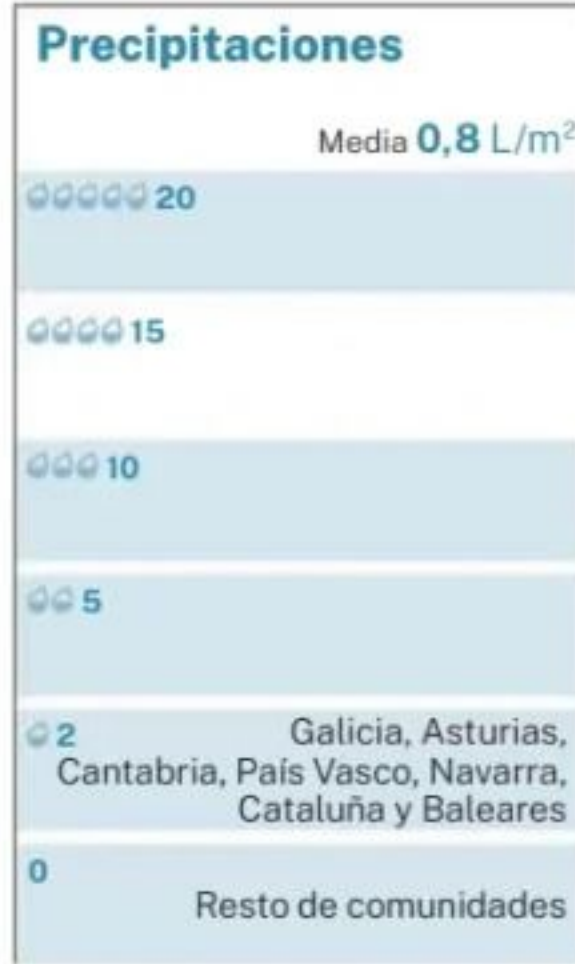 Precipitaciones
Media 0,8 L/m²
20
15
10
5
2 Galicia, Asturias,
Cantabria, País Vasco, Navarra,
Cataluña y Baleares
0
Resto de comunidades